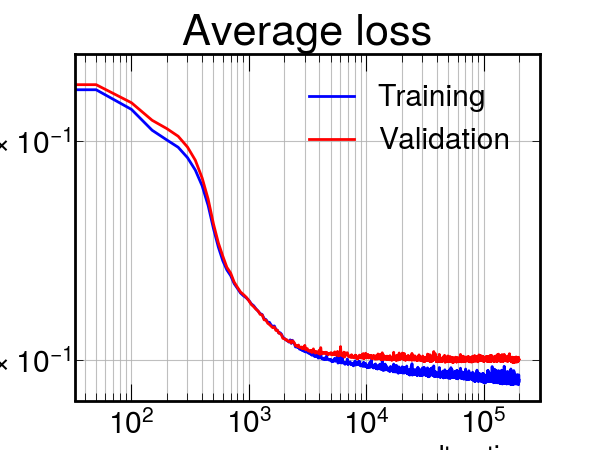 Average loss
Training
Validation
× 10⁻¹
× 10⁻¹
10² 10³ 10⁴ 10⁵